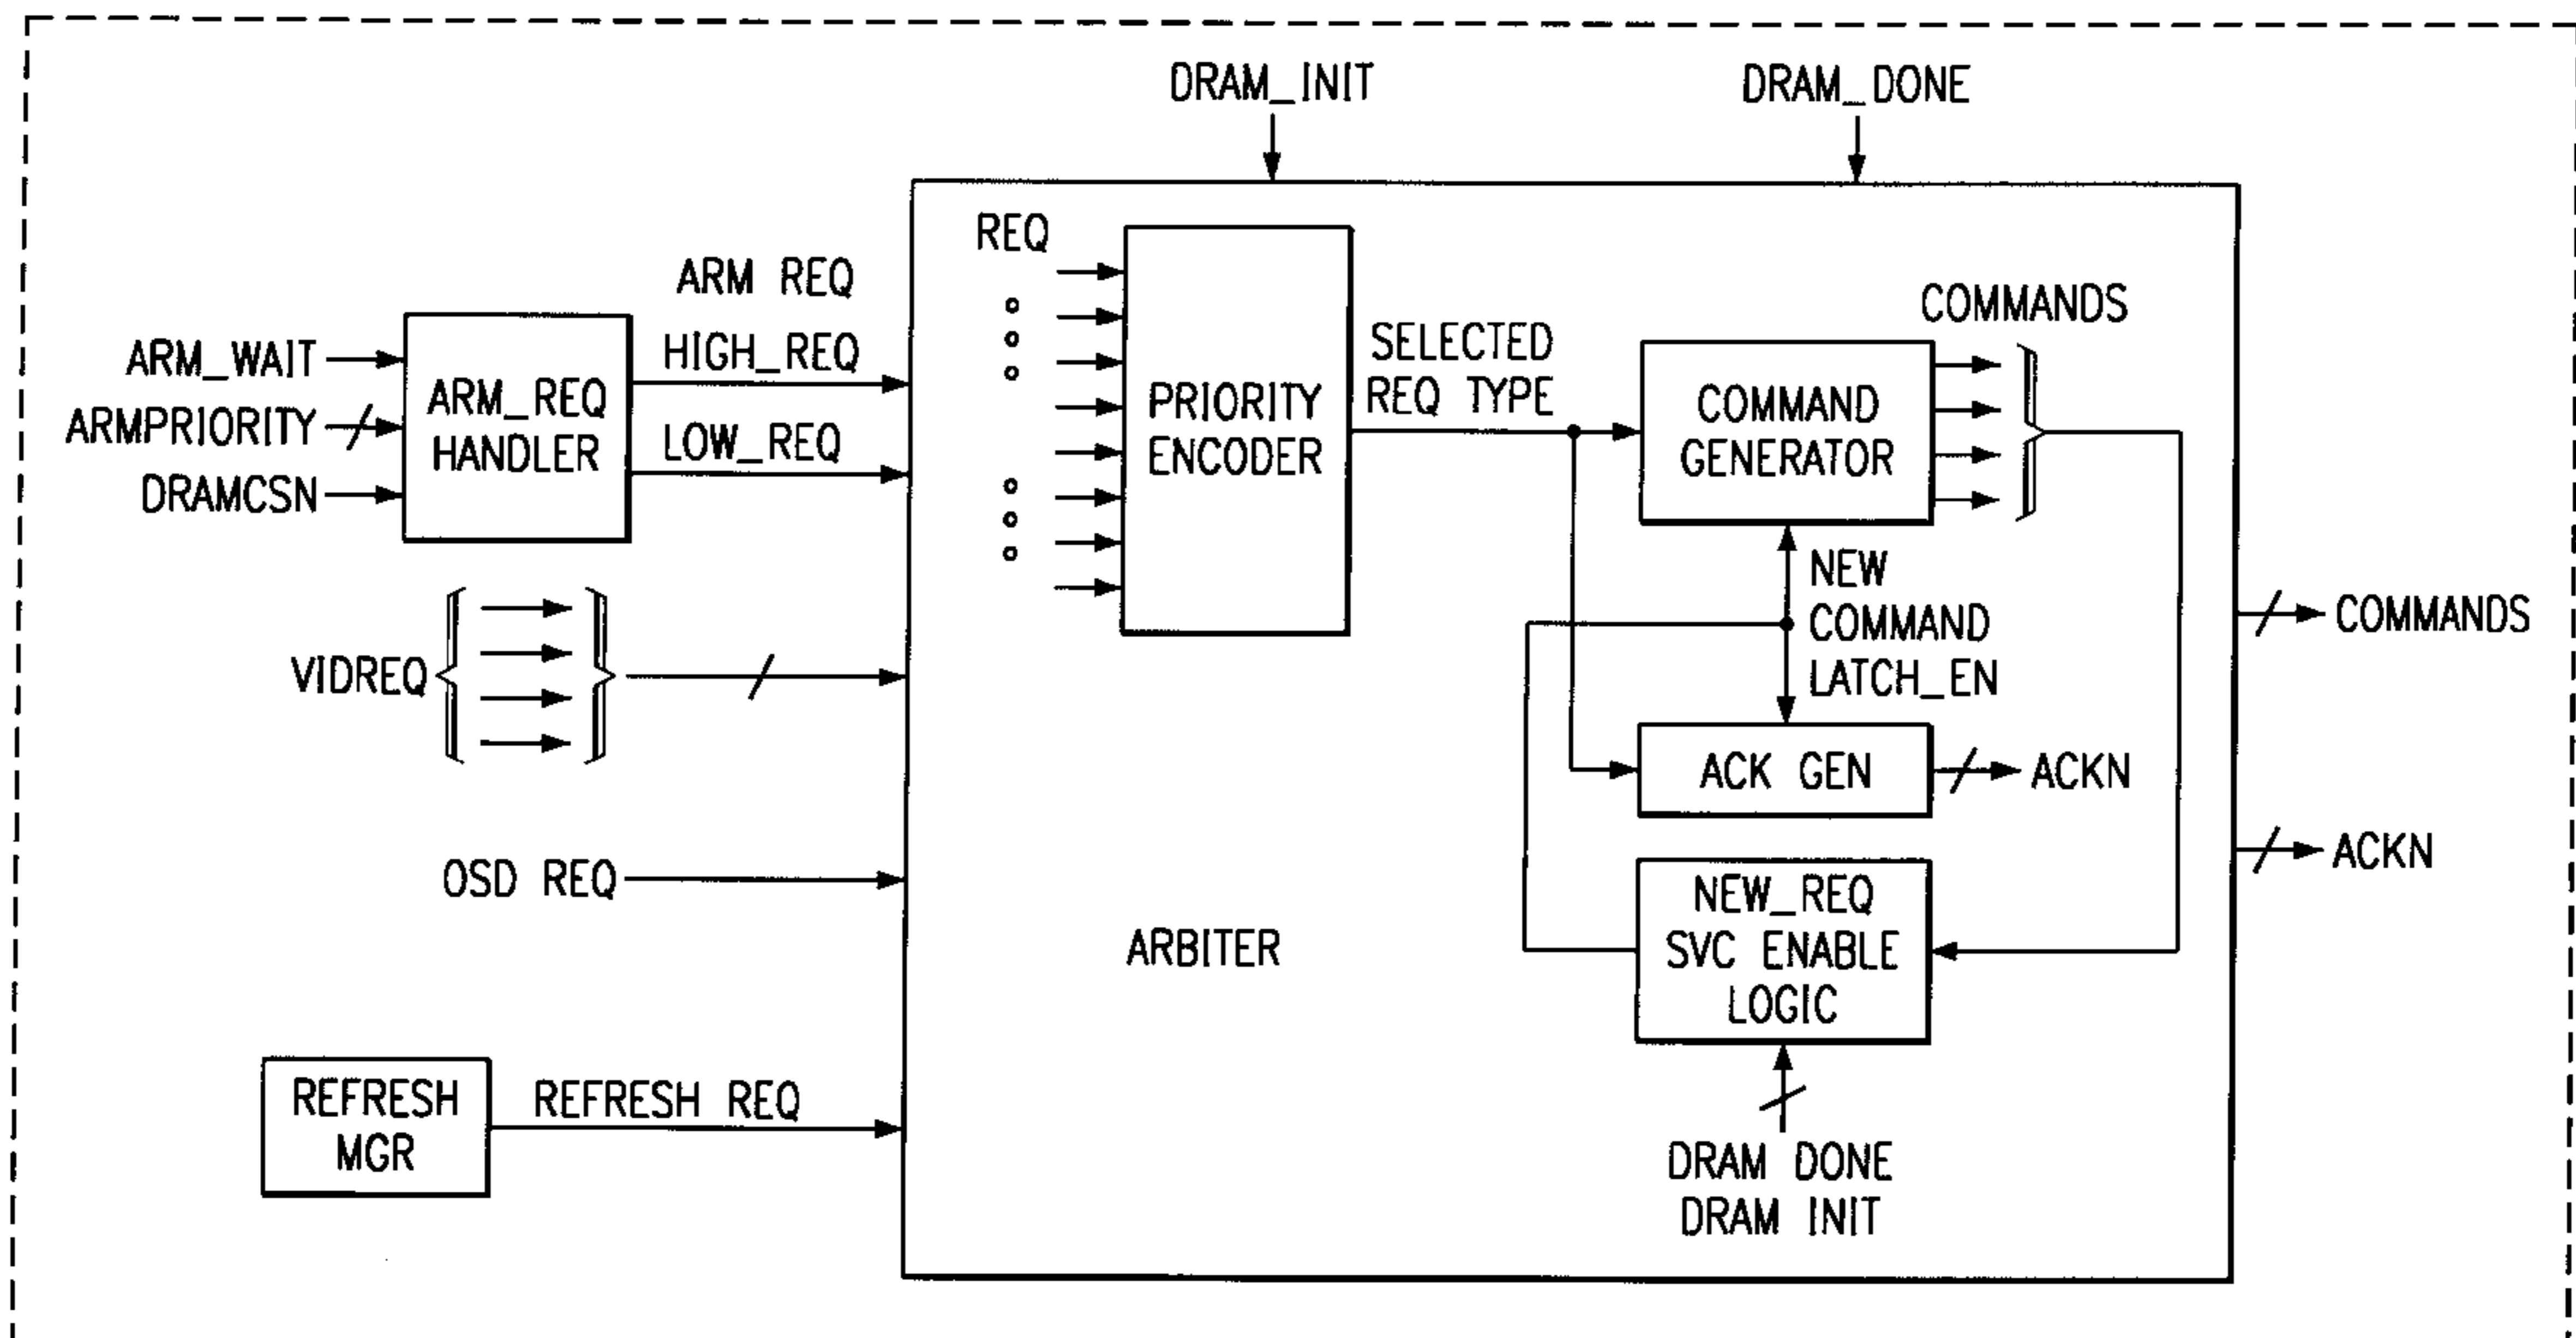 DRAM_INIT
DRAM_DONE
REQ
ARM REQ
HIGH_REQ
LOW_REQ
ARM_WAIT
ARMPRIORITY
DRAMCSN
ARM_REQ
HANDLER
PRIORITY
ENCODER
SELECTED
REQ TYPE
COMMANDS
COMMAND
GENERATOR
NEW
COMMAND
LATCH_EN
VIDREQ
COMMANDS
ACK GEN
ACKN
ACKN
OSD REQ
ARBITER
NEW_REQ
SVC ENABLE
LOGIC
REFRESH
MGR
REFRESH REQ
DRAM DONE
DRAM INIT